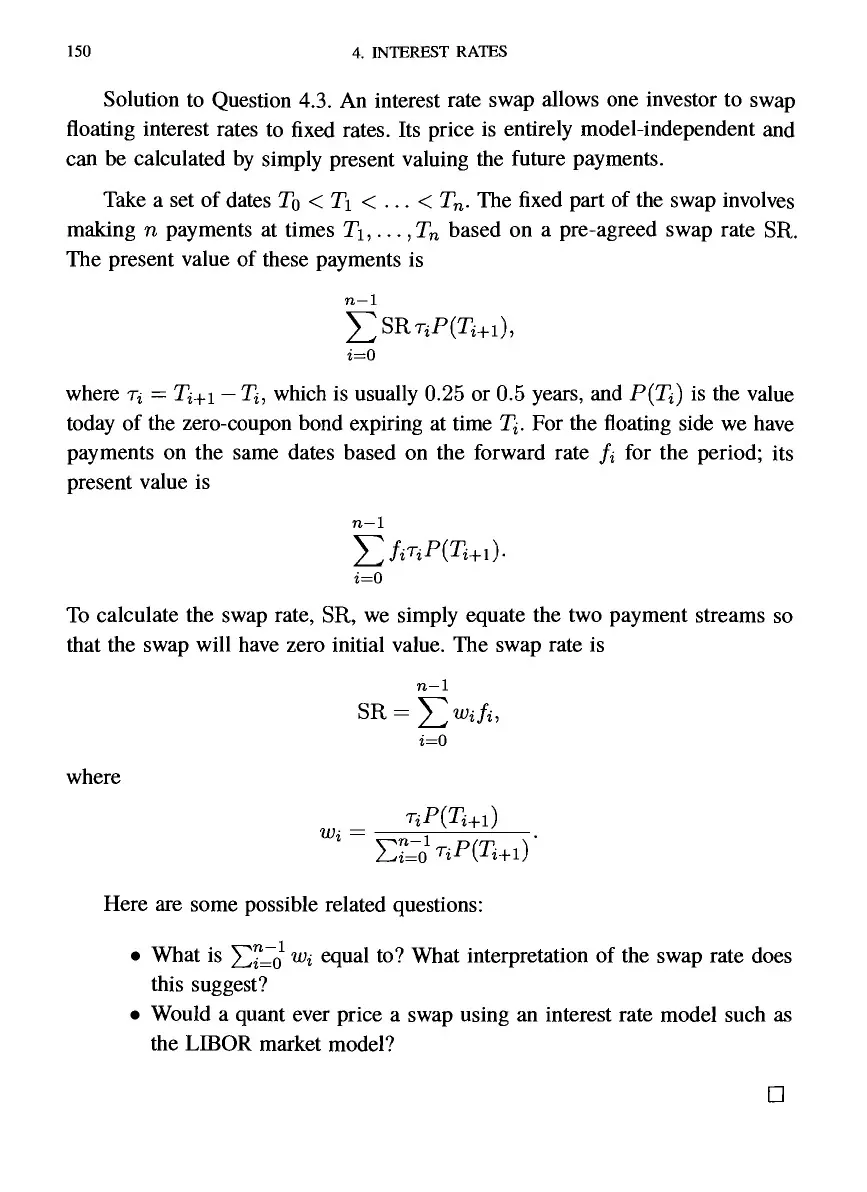 150 4. INTEREST RATES
Solution to Question 4.3. An interest rate swap allows one investor to swap
floating interest rates to fixed rates. Its price is entirely model-independent and
can be calculated by simply present valuing the future payments.
Take a set of dates T₀ < T₁ < ... < Tₙ. The fixed part of the swap involves
making n payments at times T₁, ..., Tₙ based on a pre-agreed swap rate SR.
The present value of these payments is
n−1
∑ SR τᵢP(Tᵢ₊₁),
i=0
where τᵢ = Tᵢ₊₁ − Tᵢ, which is usually 0.25 or 0.5 years, and P(Tᵢ) is the value
today of the zero-coupon bond expiring at time Tᵢ. For the floating side we have
payments on the same dates based on the forward rate fᵢ for the period; its
present value is
n−1
∑ fᵢτᵢP(Tᵢ₊₁).
i=0
To calculate the swap rate, SR, we simply equate the two payment streams so
that the swap will have zero initial value. The swap rate is
n−1
SR = ∑ wᵢfᵢ,
i=0
where
wᵢ = τᵢP(Tᵢ₊₁) / ∑ⁿ⁻¹ᵢ₌₀ τᵢP(Tᵢ₊₁).
Here are some possible related questions:
• What is ∑ⁿ⁻¹ᵢ₌₀ wᵢ equal to? What interpretation of the swap rate does
this suggest?
• Would a quant ever price a swap using an interest rate model such as
the LIBOR market model?
□